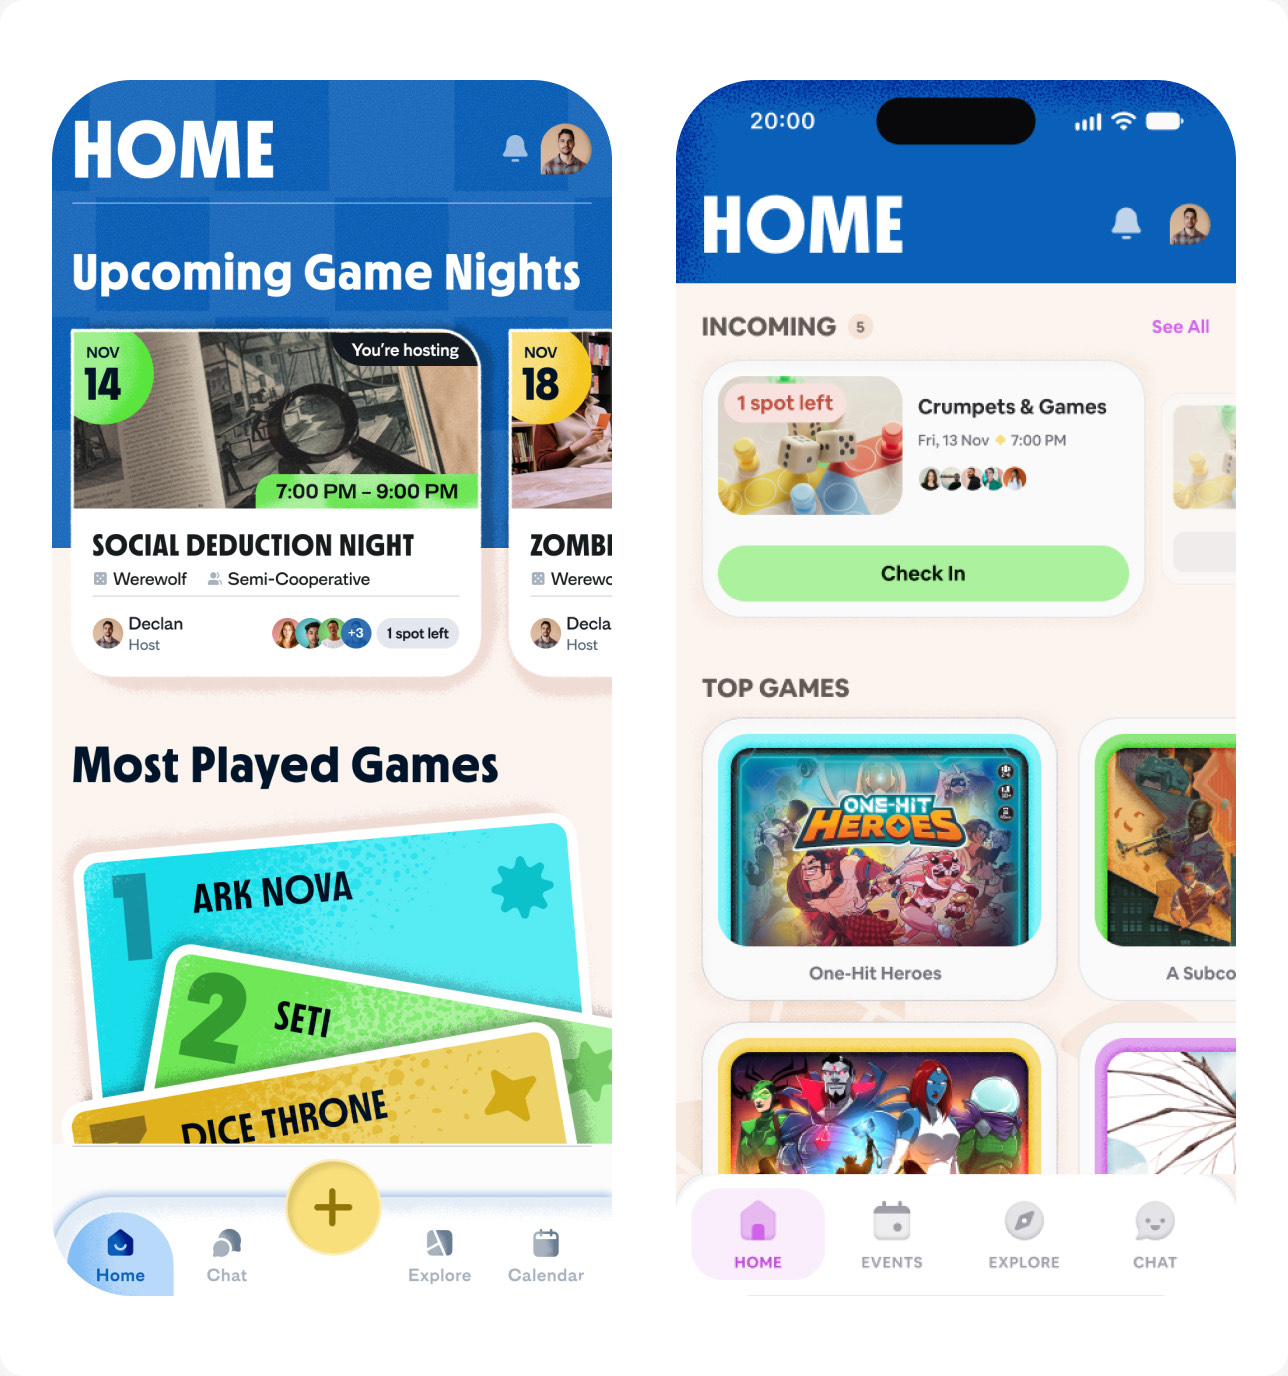 HOME
Upcoming Game Nights
NOV
14
You're hosting
7:00 PM – 9:00 PM
SOCIAL DEDUCTION NIGHT
Werewolf
Semi-Cooperative
Declan
Host
+3
1 spot left
NOV
18
ZOMBI
Werewo
Decla
Host
Most Played Games
1
ARK NOVA
2
SETI
3
DICE THRONE
Home
Chat
Explore
Calendar
20:00
HOME
INCOMING 5
See All
1 spot left
Crumpets & Games
Fri, 13 Nov 7:00 PM
Check In
TOP GAMES
ONE-HIT
HEROES
One-Hit Heroes
A Subco
HOME
EVENTS
EXPLORE
CHAT